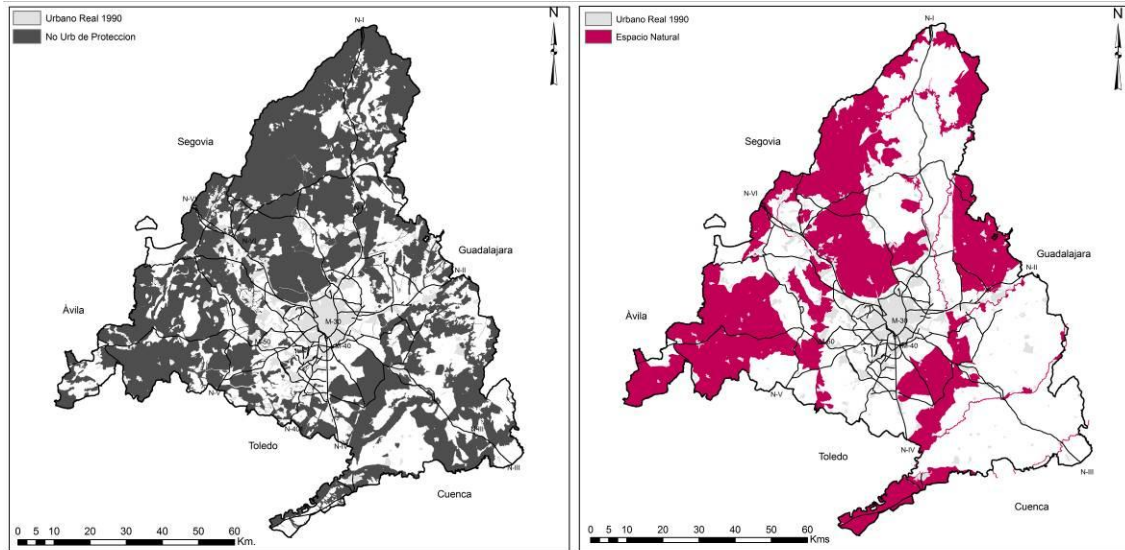 Urbano Real 1990
No Urb de Proteccion
N
N-I
Segovia
N-VI
Guadalajara
N-II
Ávila
M-30
M-40
N-V
N-IV
Toledo
N-III
Cuenca
0 5 10 20 30 40 50 60
Km.
Urbano Real 1990
Espacio Natural
N
N-I
Segovia
N-VI
Guadalajara
N-II
Ávila
M-30
M-40
N-V
Toledo
N-IV
N-III
Cuenca
0 5 10 20 30 40 50 60
Kms